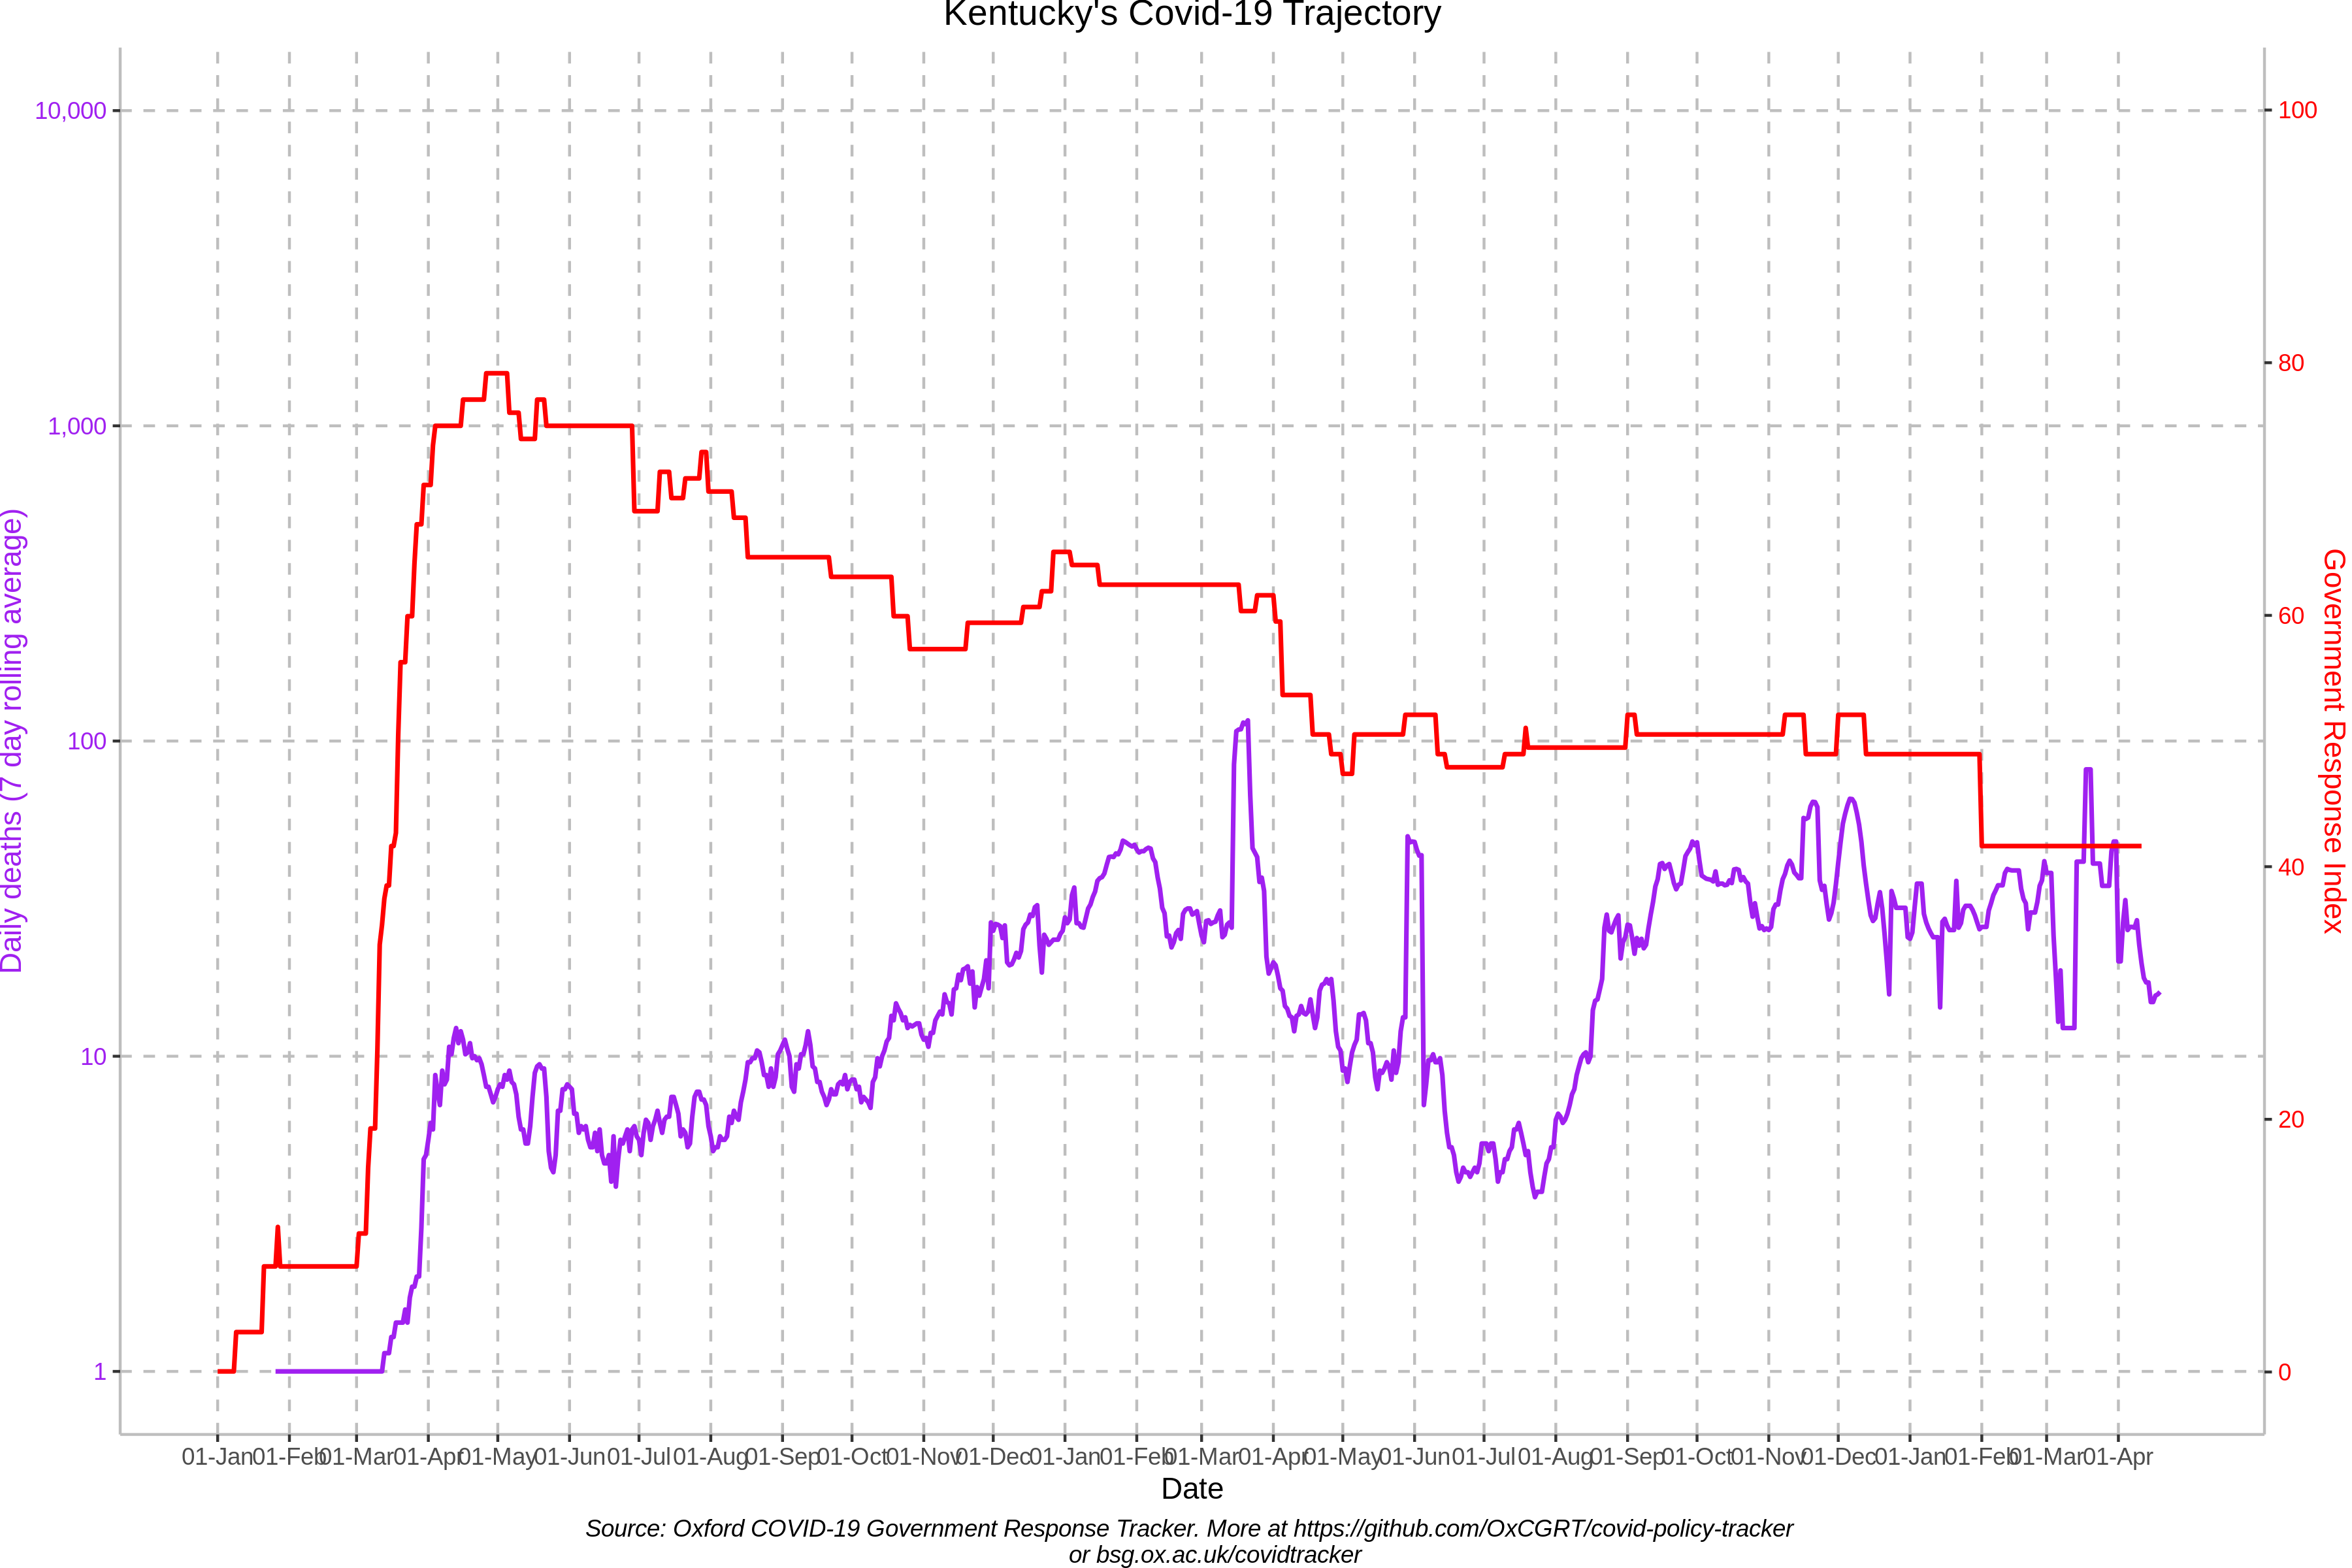 Kentucky's Covid-19 Trajectory
10,000
1,000
100
10
1
Daily deaths (7 day rolling average)
100
80
60
40
20
0
Government Response Index
01-Jan 01-Feb 01-Mar 01-Apr 01-May 01-Jun 01-Jul 01-Aug 01-Sep 01-Oct 01-Nov 01-Dec 01-Jan 01-Feb 01-Mar 01-Apr 01-May 01-Jun 01-Jul 01-Aug 01-Sep 01-Oct 01-Nov 01-Dec 01-Jan 01-Feb 01-Mar 01-Apr
Date
Source: Oxford COVID-19 Government Response Tracker. More at https://github.com/OxCGRT/covid-policy-tracker
or bsg.ox.ac.uk/covidtracker